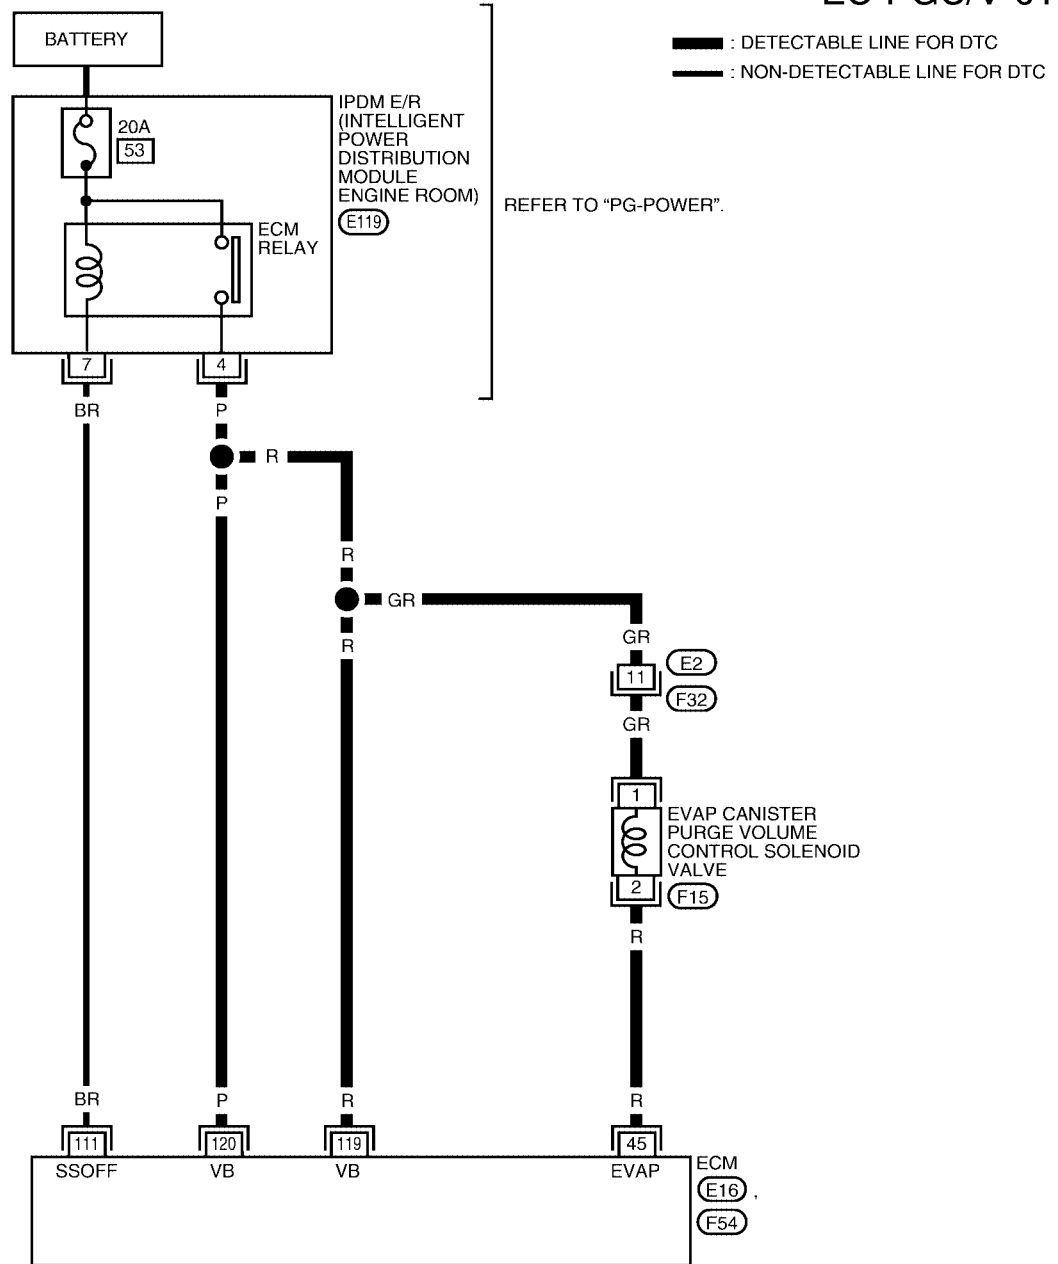 BATTERY
: DETECTABLE LINE FOR DTC
: NON-DETECTABLE LINE FOR DTC
20A
53
IPDM E/R
(INTELLIGENT
POWER
DISTRIBUTION
MODULE
ENGINE ROOM)
E119
REFER TO “PG-POWER”.
ECM
RELAY
7
4
BR
P
R
P
R
GR
R
GR
E2
11
F32
GR
1
EVAP CANISTER
PURGE VOLUME
CONTROL SOLENOID
VALVE
2
F15
R
BR
P
R
R
111
120
119
45
SSOFF
VB
VB
EVAP
ECM
E16 ,
F54